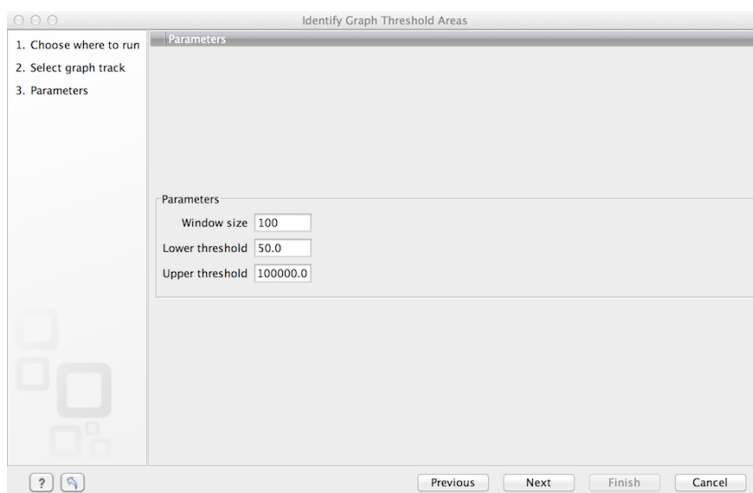 Identify Graph Threshold Areas
1. Choose where to run
2. Select graph track
3. Parameters
Parameters
Parameters
Window size 100
Lower threshold 50.0
Upper threshold 100000.0
? Previous Next Finish Cancel